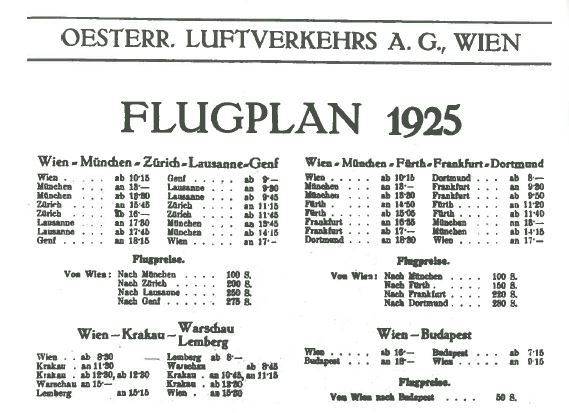 OESTERR. LUFTVERKEHRS A. G., WIEN
FLUGPLAN 1925
Wien - München - Zürich - Lausanne - Genf
Wien . . . . ab 10·15 Genf . . . . . ab 9·—
München . . . an 13·— Lausanne . . . an 9·30
München . . . ab 13·30 Lausanne . . . ab 9·45
Zürich . . . . an 15·45 Zürich . . . . an 11·15
Zürich . . . . ab 16·— Zürich . . . . ab 11·45
Lausanne . . . an 17·30 München . . . an 13·45
Lausanne . . . ab 17·45 München . . . ab 14·15
Genf . . . . an 18·15 Wien . . . . . an 17·—
Flugpreise.
Von Wien: Nach München . . . . 100 S.
Nach Zürich . . . . . 200 S.
Nach Lausanne . . . . 250 S.
Nach Genf . . . . . 275 S.
Wien - München - Fürth - Frankfurt - Dortmund
Wien . . . . ab 10·15 Dortmund . . . ab 8·—
München . . . an 13·— Frankfurt . . . an 9·30
München . . . ab 13·30 Frankfurt . . . ab 9·50
Fürth . . . . an 14·50 Fürth . . . . an 11·20
Fürth . . . . ab 15·05 Fürth . . . . ab 11·40
Frankfurt . . . an 16·35 München . . . an 13·—
Frankfurt . . . ab 17·— München . . . ab 14·15
Dortmund . . . an 18·30 Wien . . . . an 17·—
Flugpreise.
Von Wien: Nach München . . . . 100 S.
Nach Fürth . . . . . 150 S.
Nach Frankfurt . . . . 220 S.
Nach Dortmund . . . . 280 S.
Wien - Krakau - Warschau
Lemberg
Wien . . ab 8·30 Lemberg . ab 8·—
Krakau . an 11·30 Warschau ab 8·45
Krakau . ab 12·30, ab 12·30 Krakau . an 10·45, an 11·15
Warschau an 15·— Krakau . ab 12·30
Lemberg an 15·15 Wien . . an 15·30
Wien - Budapest
Wien . . . . ab 16·— Budapest . . . . ab 7·15
Budapest . . . an 18·— Wien . . . . . an 9·15
Flugpreise.
Von Wien nach Budapest . . . . . 50 S.